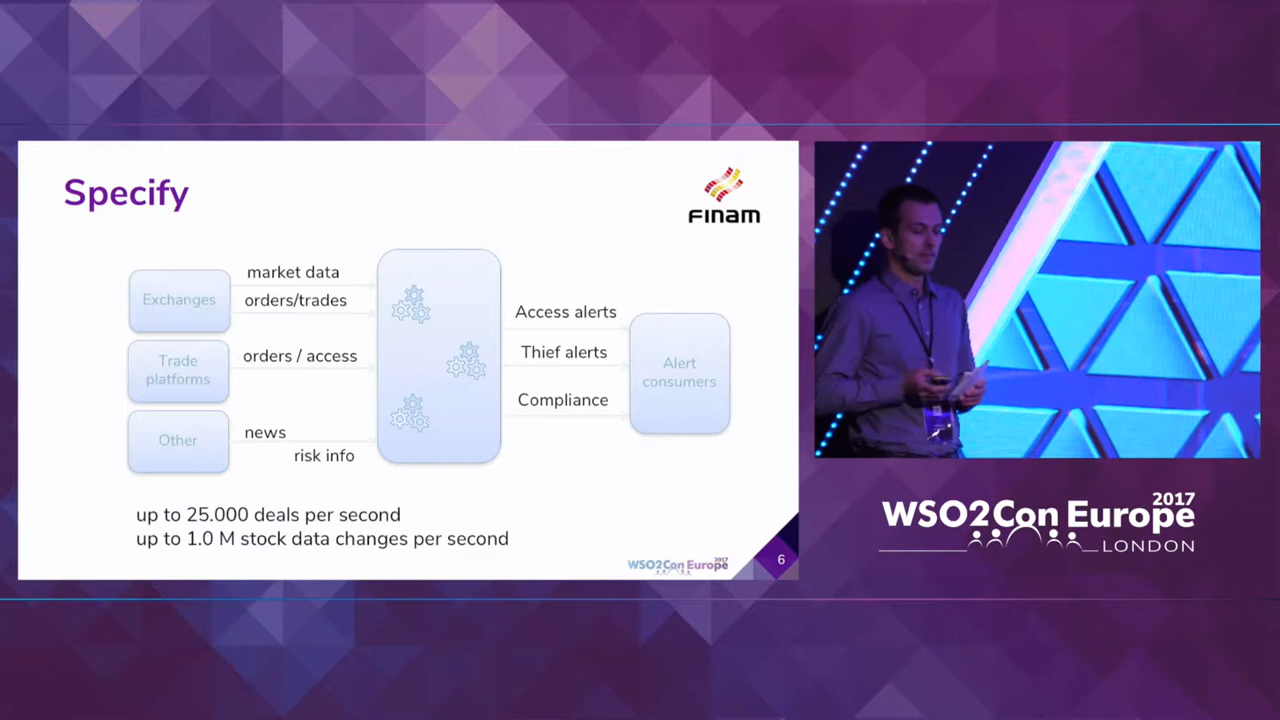 Specify
FINAM
Exchanges
market data
orders/trades
Trade
platforms
orders / access
Other
news
risk info
Access alerts
Thief alerts
Compliance
Alert
consumers
up to 25.000 deals per second
up to 1.0 M stock data changes per second
WSO2Con Europe 2017
6
WSO2Con Europe 2017
LONDON